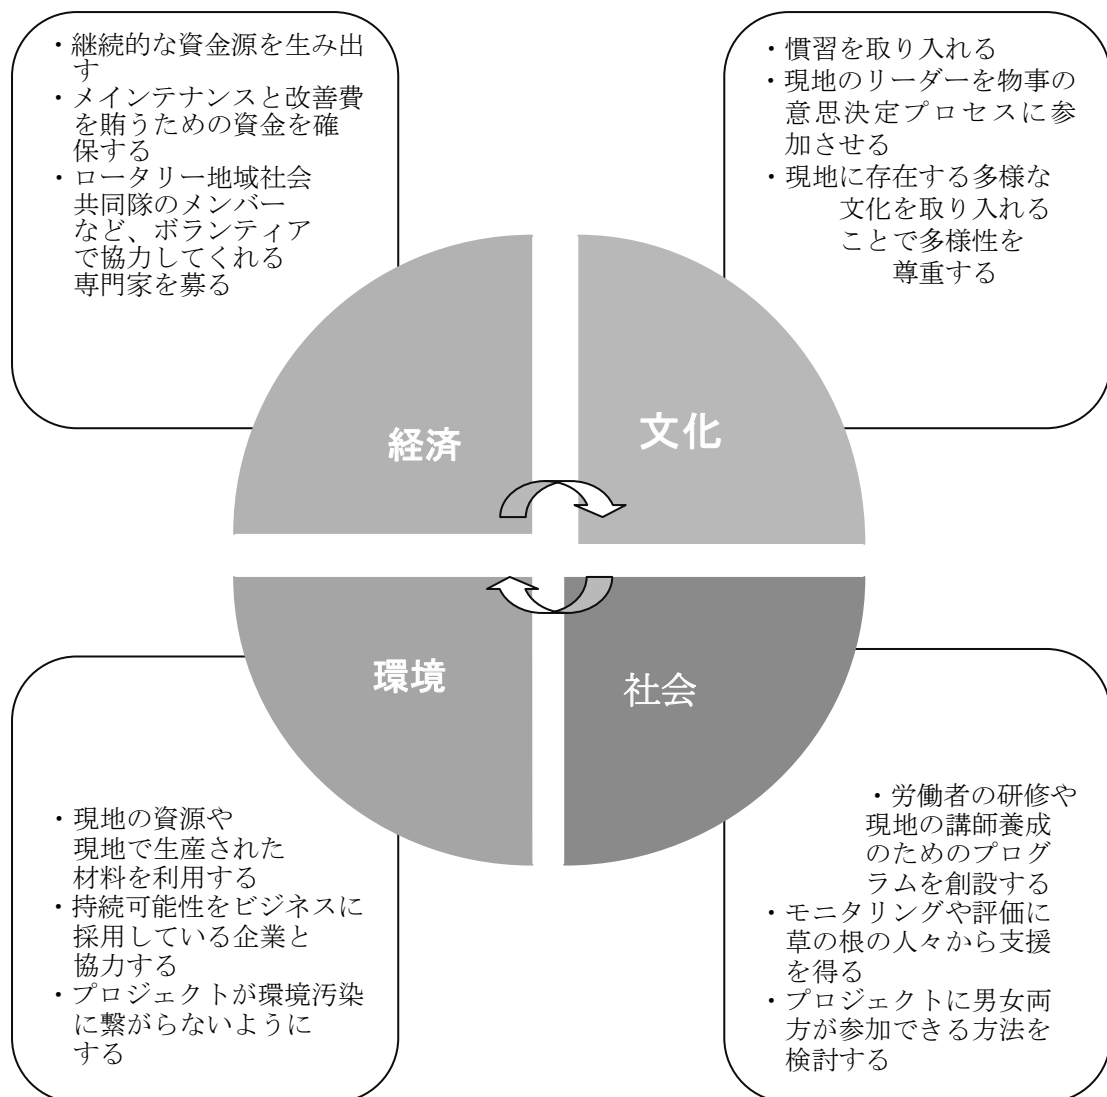 ・継続的な資金源を生み出
す
・メインテナンスと改善費
を賄うための資金を確
保する
・ロータリー地域社会
共同隊のメンバー
など、ボランティア
で協力してくれる
専門家を募る
・慣習を取り入れる
・現地のリーダーを物事の
意思決定プロセスに参
加させる
・現地に存在する多様な
文化を取り入れる
ことで多様性を
尊重する
経済
文化
環境
社会
・現地の資源や
現地で生産された
材料を利用する
・持続可能性をビジネスに
採用している企業と
協力する
・プロジェクトが環境汚染
に繋がらないように
する
・労働者の研修や
現地の講師養成
のためのプログ
ラムを創設する
・モニタリングや評価に
草の根の人々から支援
を得る
・プロジェクトに男女両
方が参加できる方法を
検討する